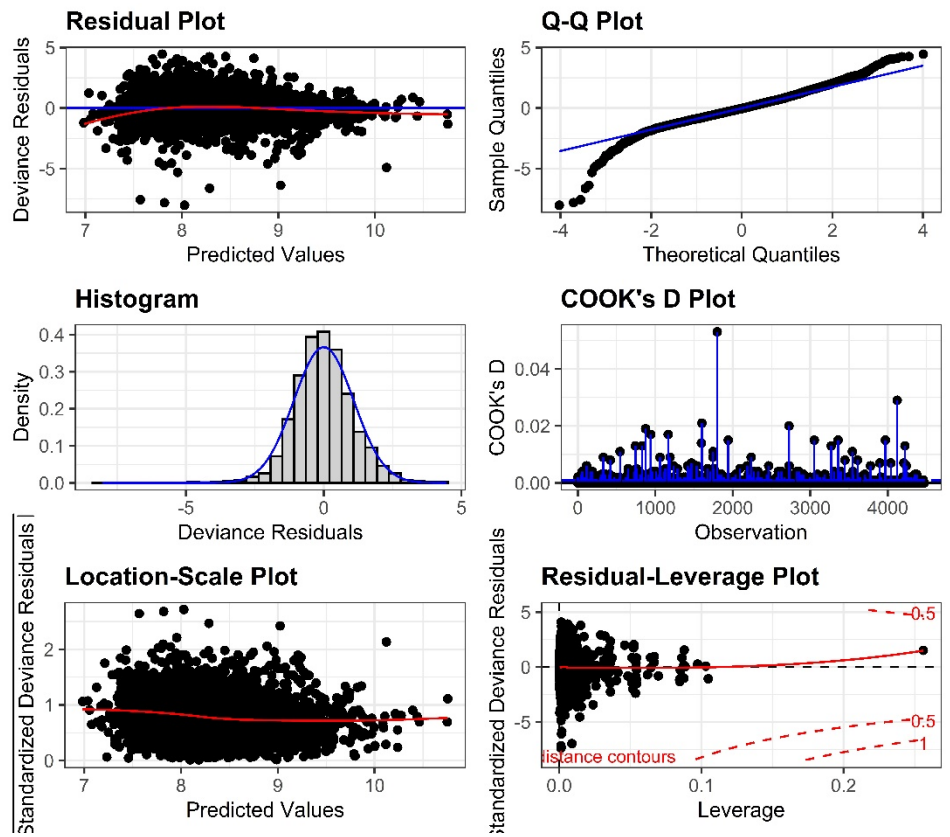 Residual Plot
Deviance Residuals
5
0
-5
7
8
9
10
Predicted Values
Q-Q Plot
Sample Quantiles
5
0
-5
-4
-2
0
2
4
Theoretical Quantiles
Histogram
Density
0.4
0.3
0.2
0.1
0.0
-5
0
5
Deviance Residuals
COOK's D Plot
COOK's D
0.04
0.02
0.00
0
1000
2000
3000
4000
Observation
Location-Scale Plot
|Standardized Deviance Residuals|
2
1
0
7
8
9
10
Predicted Values
Residual-Leverage Plot
Standardized Deviance Residuals
5
0
-5
0.5
0.5
1
distance contours
0.0
0.1
0.2
Leverage